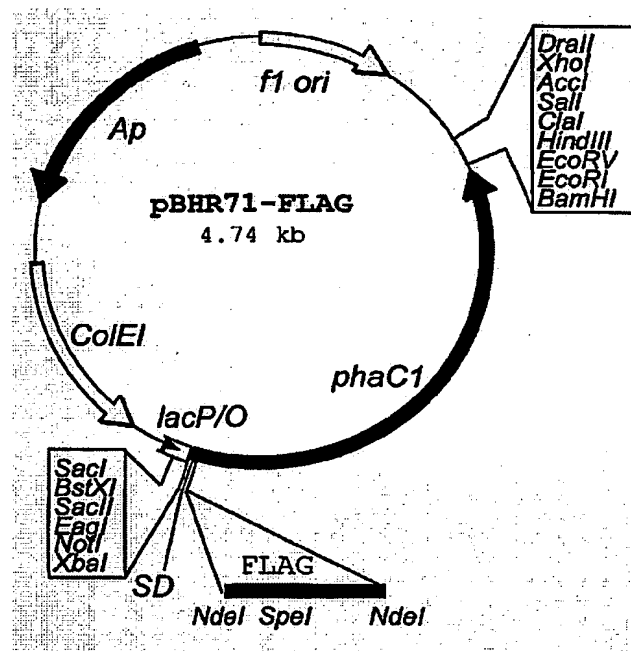 f1 ori
DraII
XhoI
AccI
SalI
ClaI
HindIII
EcoRV
EcoRI
BamHI
Ap
pBHR71-FLAG
4.74 kb
ColEI
phaC1
lacP/O
SacI
BstXI
SacII
EagI
NotI
XbaI
SD
FLAG
NdeI SpeI NdeI